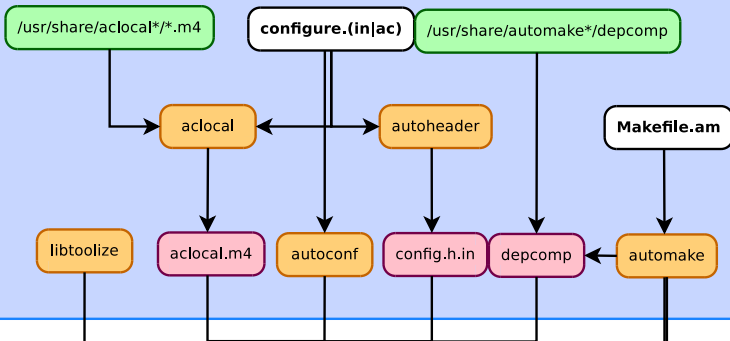 /usr/share/aclocal*/*.m4
configure.(in|ac)
/usr/share/automake*/depcomp
aclocal
autoheader
Makefile.am
libtoolize
aclocal.m4
autoconf
config.h.in
depcomp
automake